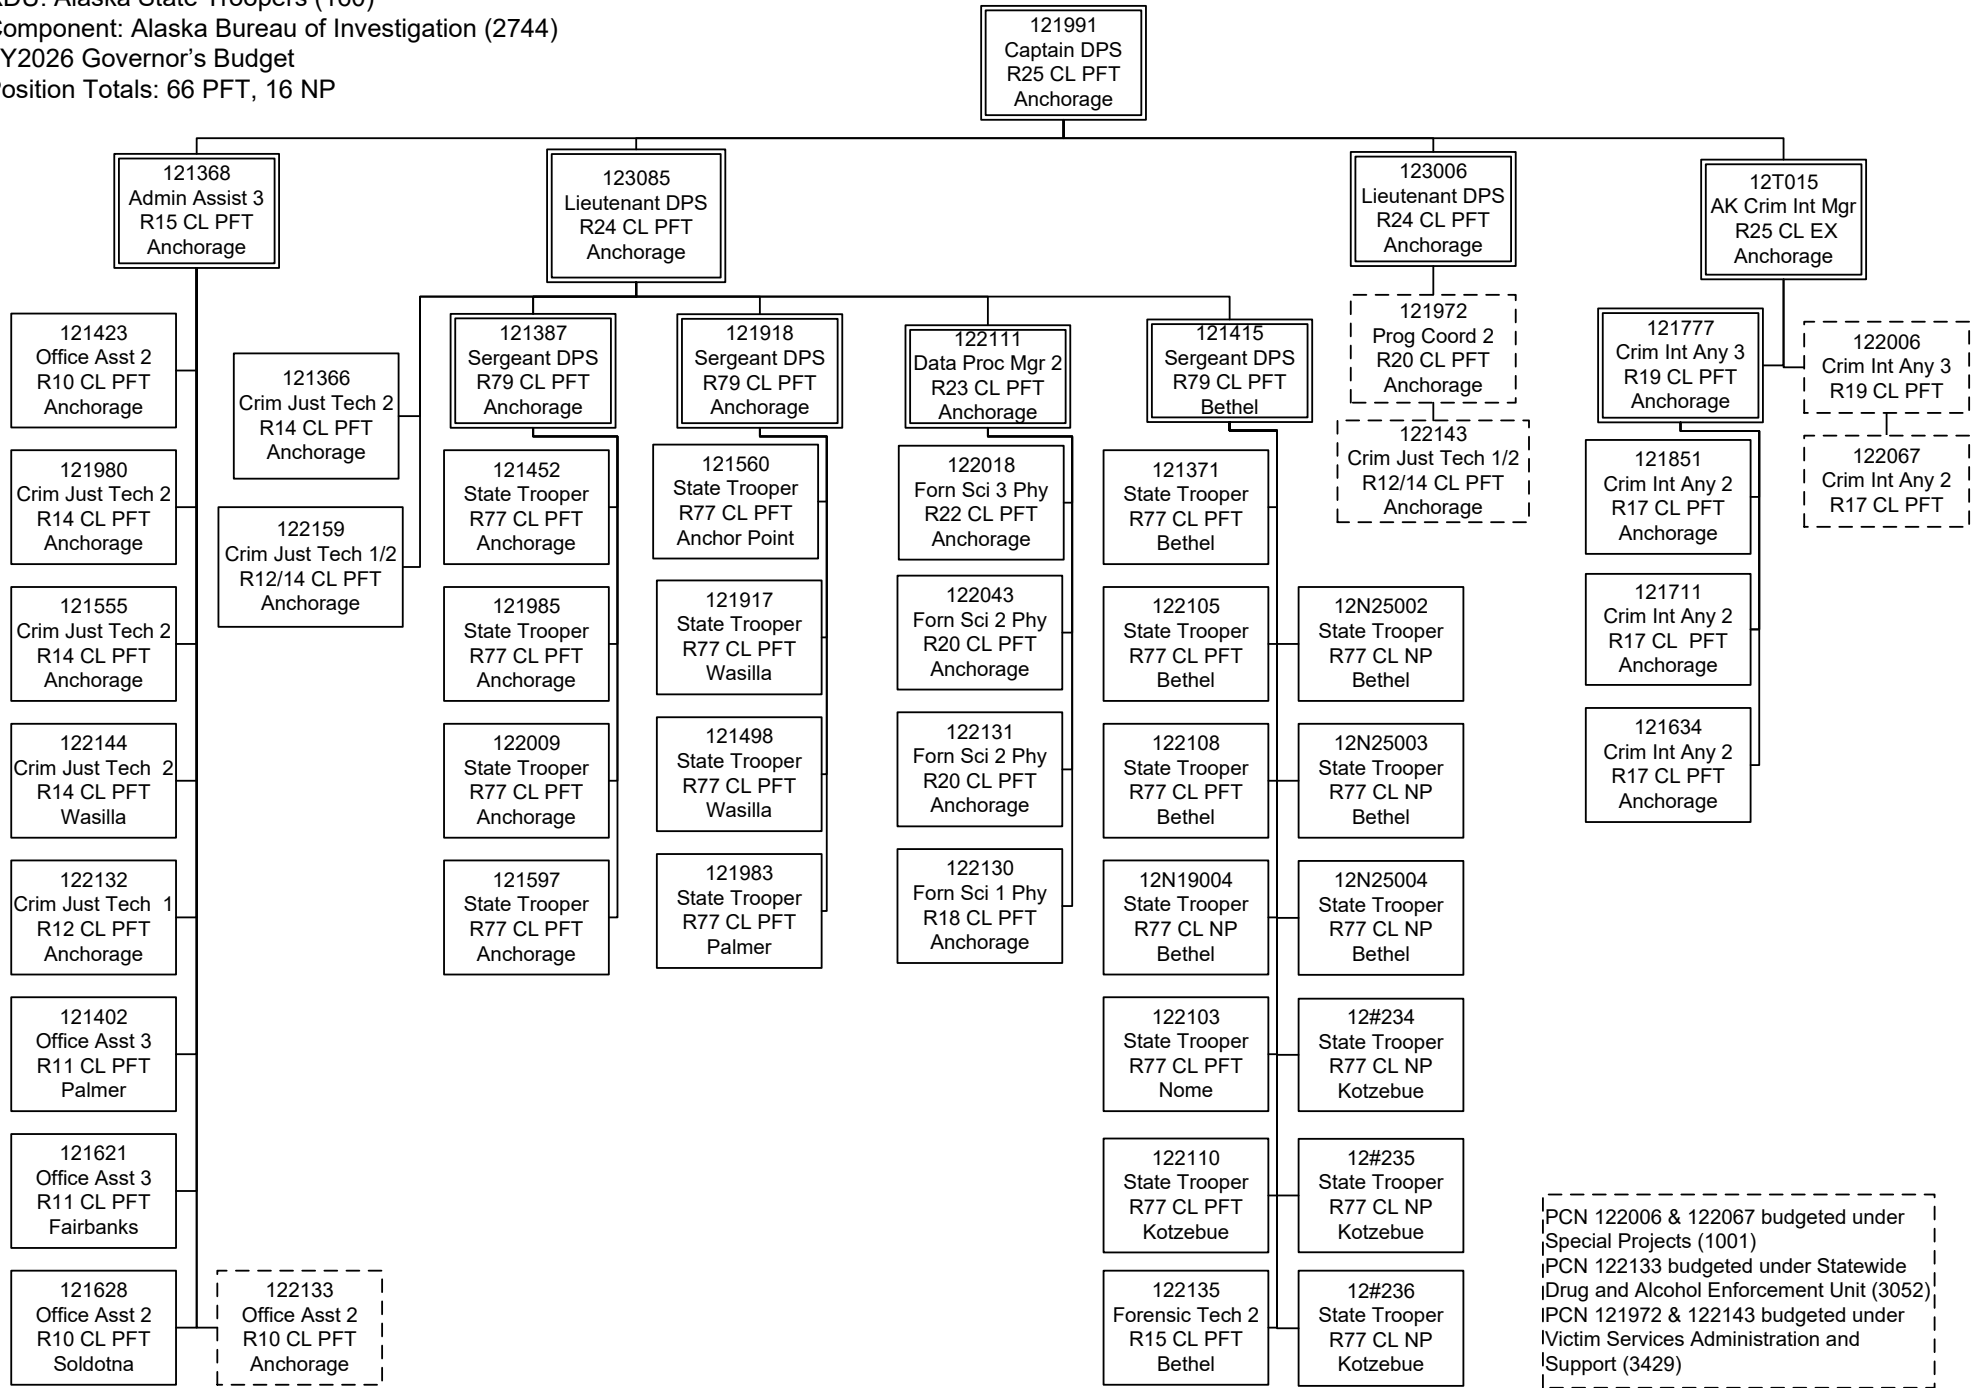 Alaska State Troopers
Component: Alaska Bureau of Investigation (2744)
Y2026 Governor's Budget
Position Totals: 66 PFT, 16 NP
121991
Captain DPS
R25 CL PFT
Anchorage
121368
Admin Assist 3
R15 CL PFT
Anchorage
123085
Lieutenant DPS
R24 CL PFT
Anchorage
123006
Lieutenant DPS
R24 CL PFT
Anchorage
12T015
AK Crim Int Mgr
R25 CL EX
Anchorage
121423
Office Asst 2
R10 CL PFT
Anchorage
121980
Crim Just Tech 2
R14 CL PFT
Anchorage
121555
Crim Just Tech 2
R14 CL PFT
Anchorage
122144
Crim Just Tech 2
R14 CL PFT
Wasilla
122132
Crim Just Tech 1
R12 CL PFT
Anchorage
121402
Office Asst 3
R11 CL PFT
Palmer
121621
Office Asst 3
R11 CL PFT
Fairbanks
121628
Office Asst 2
R10 CL PFT
Soldotna
122133
Office Asst 2
R10 CL PFT
Anchorage
121366
Crim Just Tech 2
R14 CL PFT
Anchorage
122159
Crim Just Tech 1/2
R12/14 CL PFT
Anchorage
121387
Sergeant DPS
R79 CL PFT
Anchorage
121452
State Trooper
R77 CL PFT
Anchorage
121985
State Trooper
R77 CL PFT
Anchorage
122009
State Trooper
R77 CL PFT
Anchorage
121597
State Trooper
R77 CL PFT
Anchorage
121918
Sergeant DPS
R79 CL PFT
Anchorage
121560
State Trooper
R77 CL PFT
Anchor Point
121917
State Trooper
R77 CL PFT
Wasilla
121498
State Trooper
R77 CL PFT
Wasilla
121983
State Trooper
R77 CL PFT
Palmer
122111
Data Proc Mgr 2
R23 CL PFT
Anchorage
122018
Forn Sci 3 Phy
R22 CL PFT
Anchorage
122043
Forn Sci 2 Phy
R20 CL PFT
Anchorage
122131
Forn Sci 2 Phy
R20 CL PFT
Anchorage
122130
Forn Sci 1 Phy
R18 CL PFT
Anchorage
121415
Sergeant DPS
R79 CL PFT
Bethel
121371
State Trooper
R77 CL PFT
Bethel
122105
State Trooper
R77 CL PFT
Bethel
12N25002
State Trooper
R77 CL NP
Bethel
122108
State Trooper
R77 CL PFT
Bethel
12N25003
State Trooper
R77 CL NP
Bethel
12N19004
State Trooper
R77 CL NP
Bethel
12N25004
State Trooper
R77 CL NP
Bethel
122103
State Trooper
R77 CL PFT
Nome
12#234
State Trooper
R77 CL NP
Kotzebue
122110
State Trooper
R77 CL PFT
Kotzebue
12#235
State Trooper
R77 CL NP
Kotzebue
122135
Forensic Tech 2
R15 CL PFT
Bethel
12#236
State Trooper
R77 CL NP
Kotzebue
121972
Prog Coord 2
R20 CL PFT
Anchorage
122143
Crim Just Tech 1/2
R12/14 CL PFT
Anchorage
121777
Crim Int Any 3
R19 CL PFT
Anchorage
122006
Crim Int Any 3
R19 CL PFT
122067
Crim Int Any 2
R17 CL PFT
121851
Crim Int Any 2
R17 CL PFT
Anchorage
121711
Crim Int Any 2
R17 CL PFT
Anchorage
121634
Crim Int Any 2
R17 CL PFT
Anchorage
PCN 122006 & 122067 budgeted under
Special Projects (1001)
PCN 122133 budgeted under Statewide
Drug and Alcohol Enforcement Unit (3052)
PCN 121972 & 122143 budgeted under
Victim Services Administration and
Support (3429)